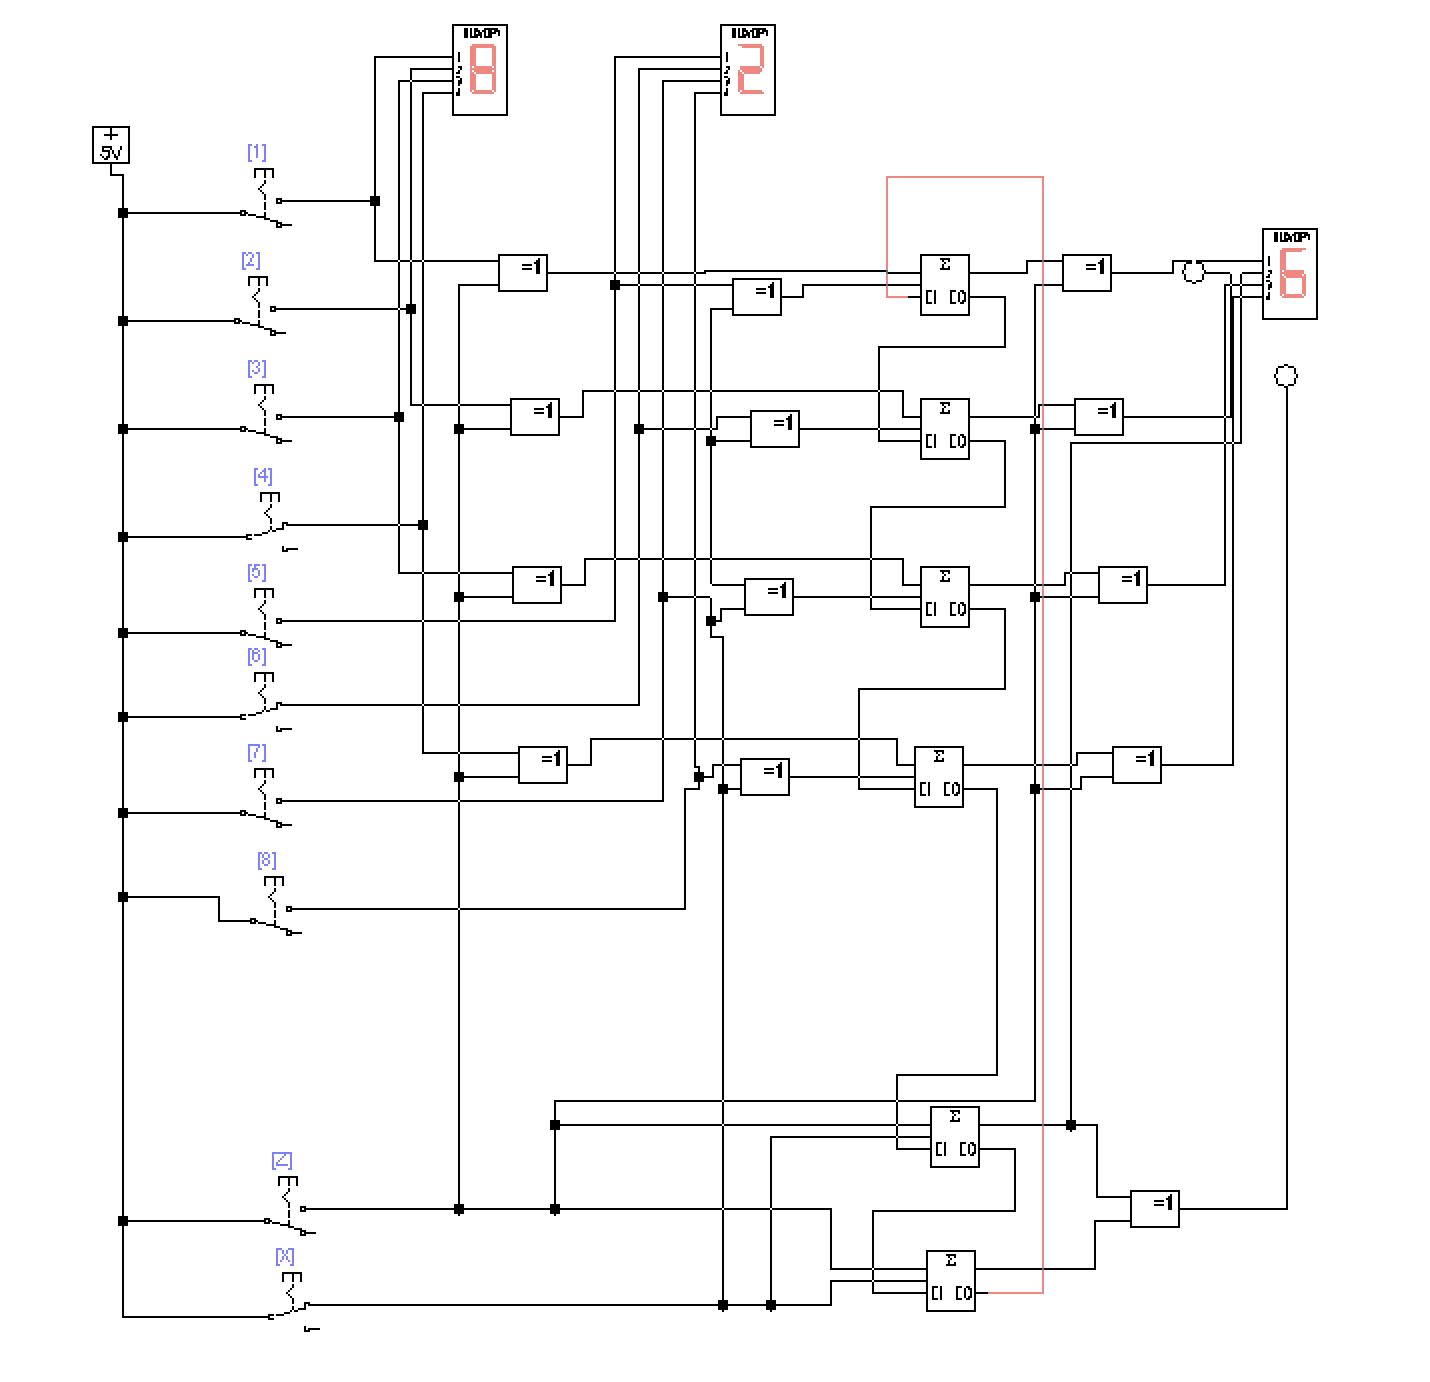 8
2
+
5V
[1]
[2]
=1
Σ
=1
6
=1
CI CO
[3]
=1
Σ
=1
=1
CI CO
[4]
[5]
=1
Σ
=1
=1
CI CO
[6]
[7]
=1
Σ
=1
=1
CI CO
[8]
Σ
CI CO
[Z]
=1
[X]
Σ
CI CO